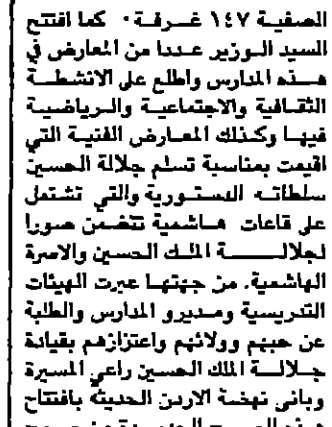 الصفية ١٤٧ غرفة٠ كما افتتح
السيد الوزير عددا من المعارض في
هذه المدارس واطلع على الانشطة
الثقافية والاجتماعية والرياضية
فيها وكذلك المعارض الفنية التي
اقيمت بمناسبة تسلم جلالة الحسين
سلطاته الدستورية والتي تشتمل
على قاعات هاشمية تتضمن صورا
لجلالة الملك الحسين والاسرة
الهاشمية. من جهتها عبرت الهيئات
التدريسية ومديرو المدارس والطلبة
عن حبهم وولائهم واعتزازهم بقيادة
جلالة الملك الحسين راعي المسيرة
وباني نهضة الاردن الحديثه بافتتاح